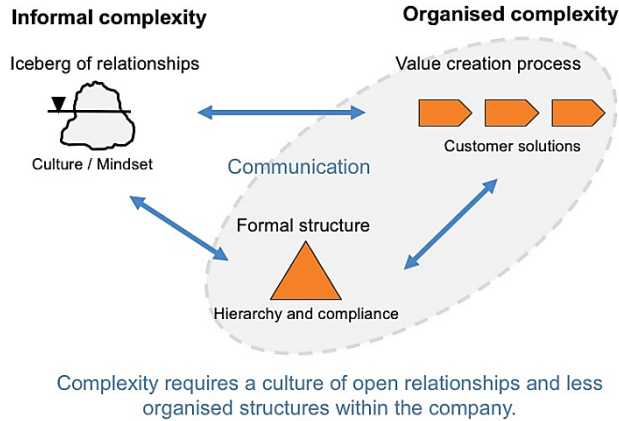 Informal complexity
Organised complexity
Iceberg of relationships
Value creation process
Culture / Mindset
Customer solutions
Communication
Formal structure
Hierarchy and compliance
Complexity requires a culture of open relationships and less
organised structures within the company.